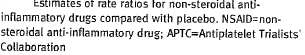 Estimates of rate ratios for non-steroidal anti-
inflammatory drugs compared with placebo. NSAID=non-
steroidal anti-inflammatory drug; APTC=Antiplatelet Trialists'
Collaboration